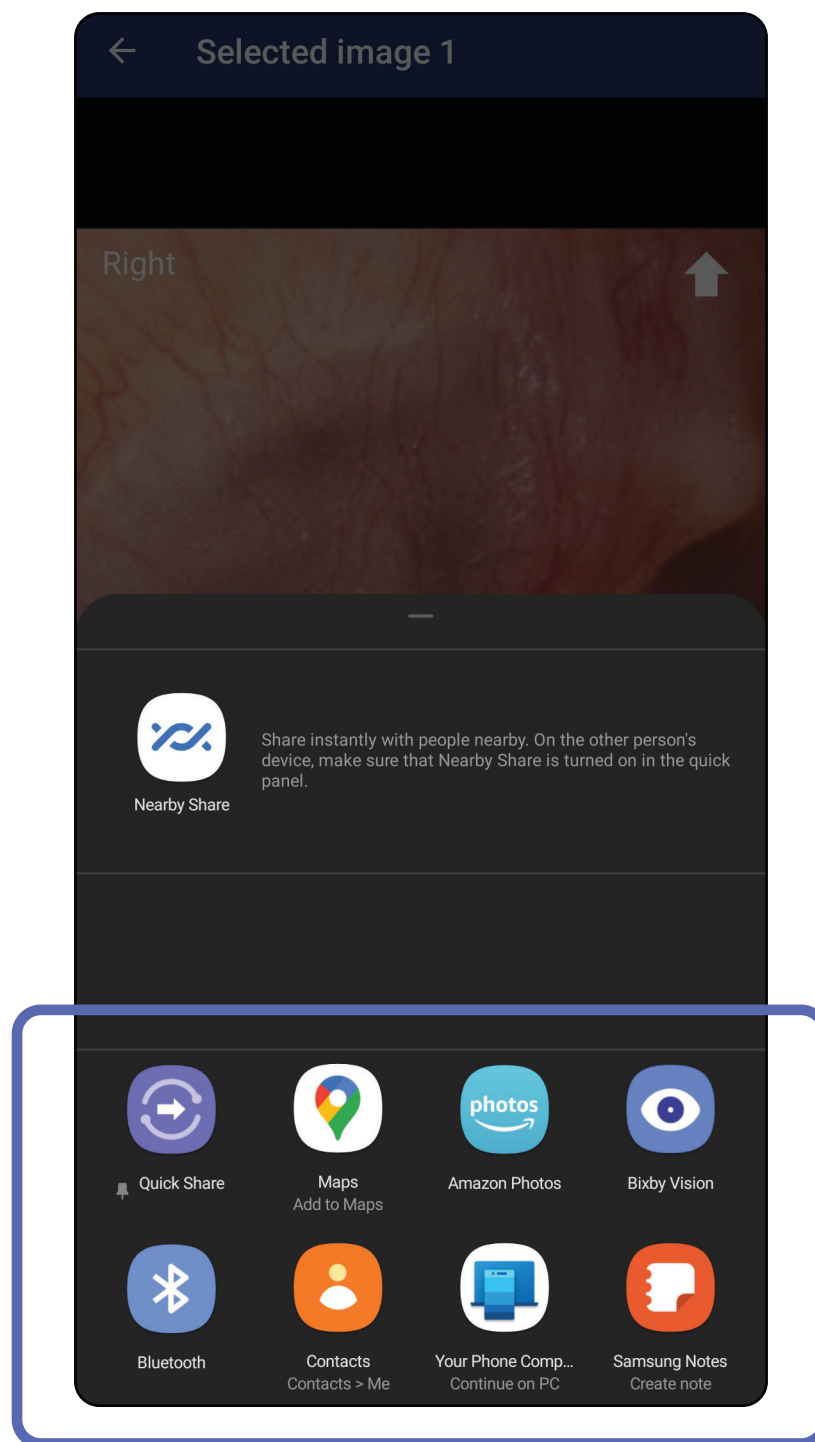 Selected image 1
Right
Share instantly with people nearby. On the other person's
device, make sure that Nearby Share is turned on in the quick
panel.
Nearby Share
photos
Quick Share
Maps
Amazon Photos
Bixby Vision
Add to Maps
Bluetooth
Contacts
Your Phone Comp...
Samsung Notes
Contacts > Me
Continue on PC
Create note